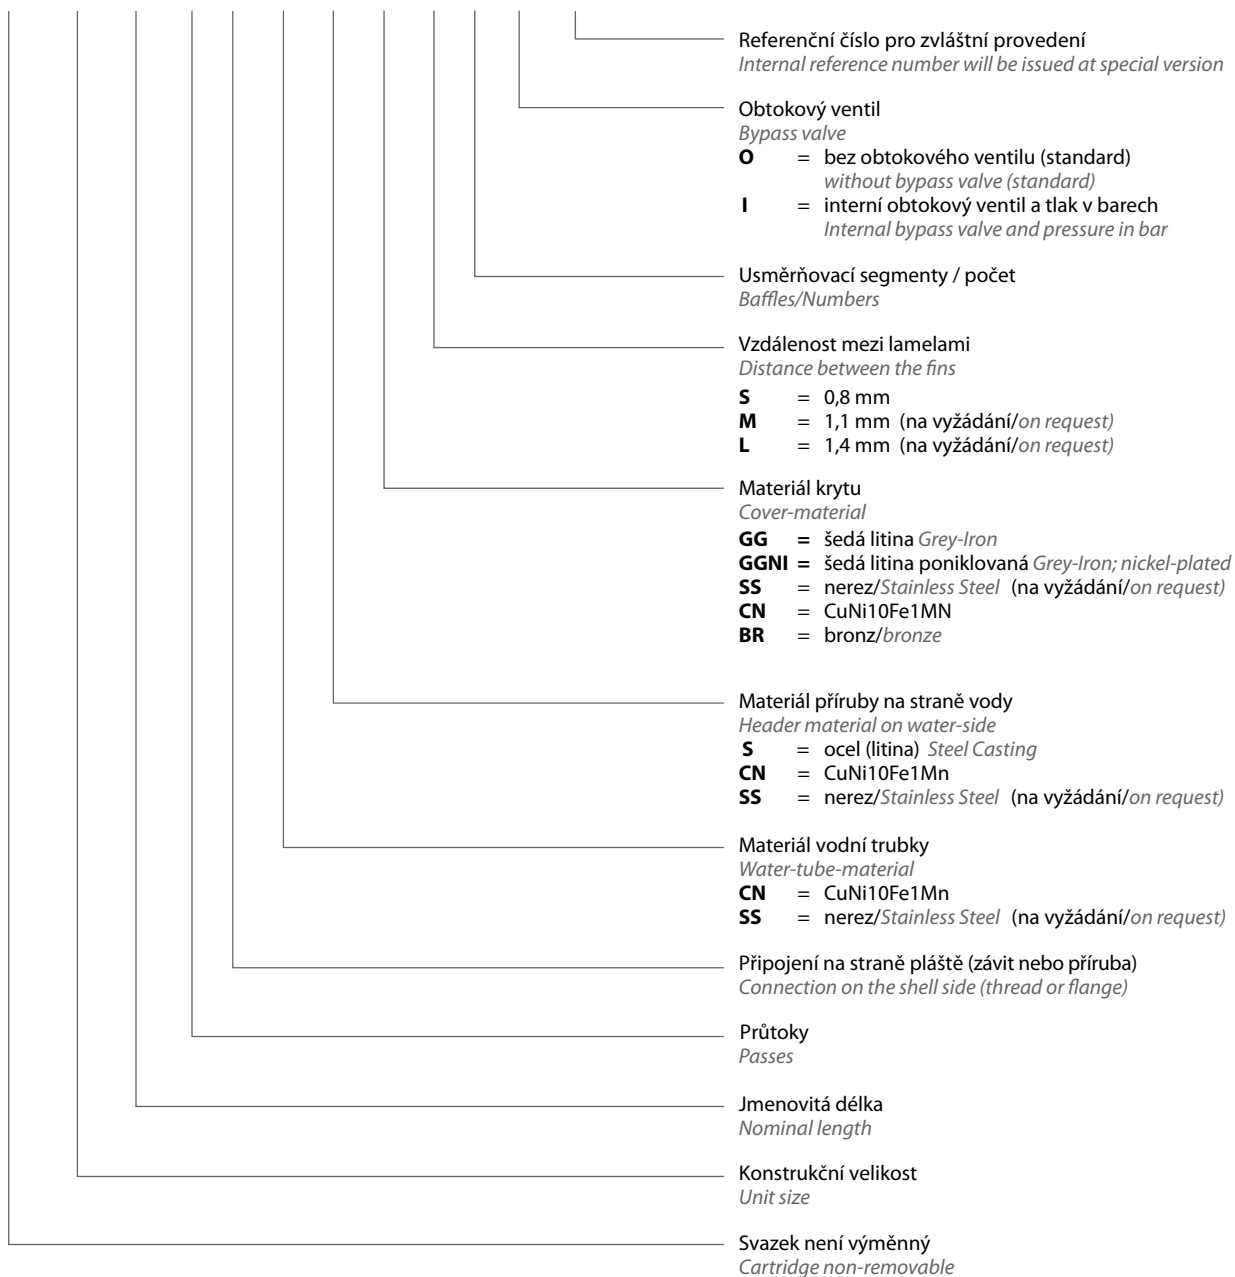 Referenční číslo pro zvláštní provedení
Internal reference number will be issued at special version
Obtokový ventil
Bypass valve
O = bez obtokového ventilu (standard)
without bypass valve (standard)
I = interní obtokový ventil a tlak v barech
Internal bypass valve and pressure in bar
Usměrňovací segmenty / počet
Baffles/Numbers
Vzdálenost mezi lamelami
Distance between the fins
S = 0,8 mm
M = 1,1 mm (na vyžádání/on request)
L = 1,4 mm (na vyžádání/on request)
Materiál krytu
Cover-material
GG = šedá litina Grey-Iron
GGNI = šedá litina poniklovaná Grey-Iron; nickel-plated
SS = nerez/Stainless Steel (na vyžádání/on request)
CN = CuNi10Fe1MN
BR = bronz/bronze
Materiál příruby na straně vody
Header material on water-side
S = ocel (litina) Steel Casting
CN = CuNi10Fe1Mn
SS = nerez/Stainless Steel (na vyžádání/on request)
Materiál vodní trubky
Water-tube-material
CN = CuNi10Fe1Mn
SS = nerez/Stainless Steel (na vyžádání/on request)
Připojení na straně pláště (závit nebo příruba)
Connection on the shell side (thread or flange)
Průtoky
Passes
Jmenovitá délka
Nominal length
Konstrukční velikost
Unit size
Svazek není výměnný
Cartridge non-removable